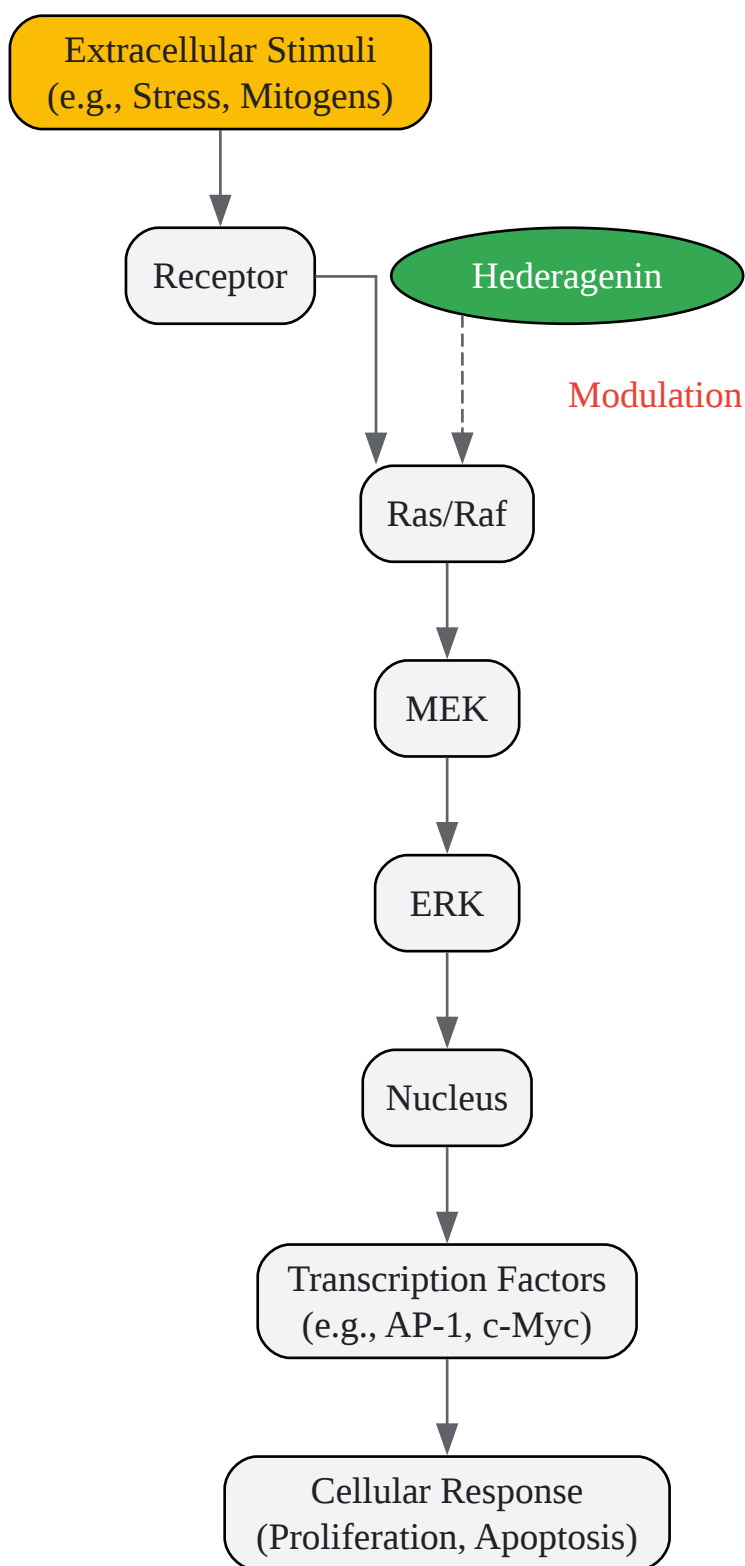 Extracellular Stimuli
(e.g., Stress, Mitogens)
Receptor
Hederagenin
Modulation
Ras/Raf
MEK
ERK
Nucleus
Transcription Factors
(e.g., AP-1, c-Myc)
Cellular Response
(Proliferation, Apoptosis)